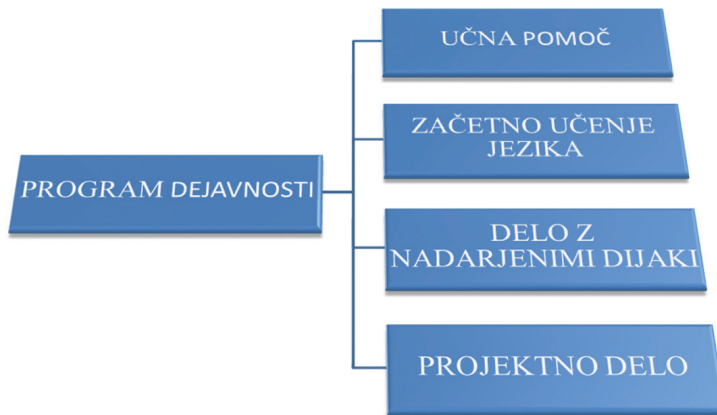 PROGRAM DEJAVNOSTI
UČNA POMOČ
ZAČETNO UČENJE
JEZIKA
DELO Z
NADARJENIMI DIJAKI
PROJEKTNO DELO